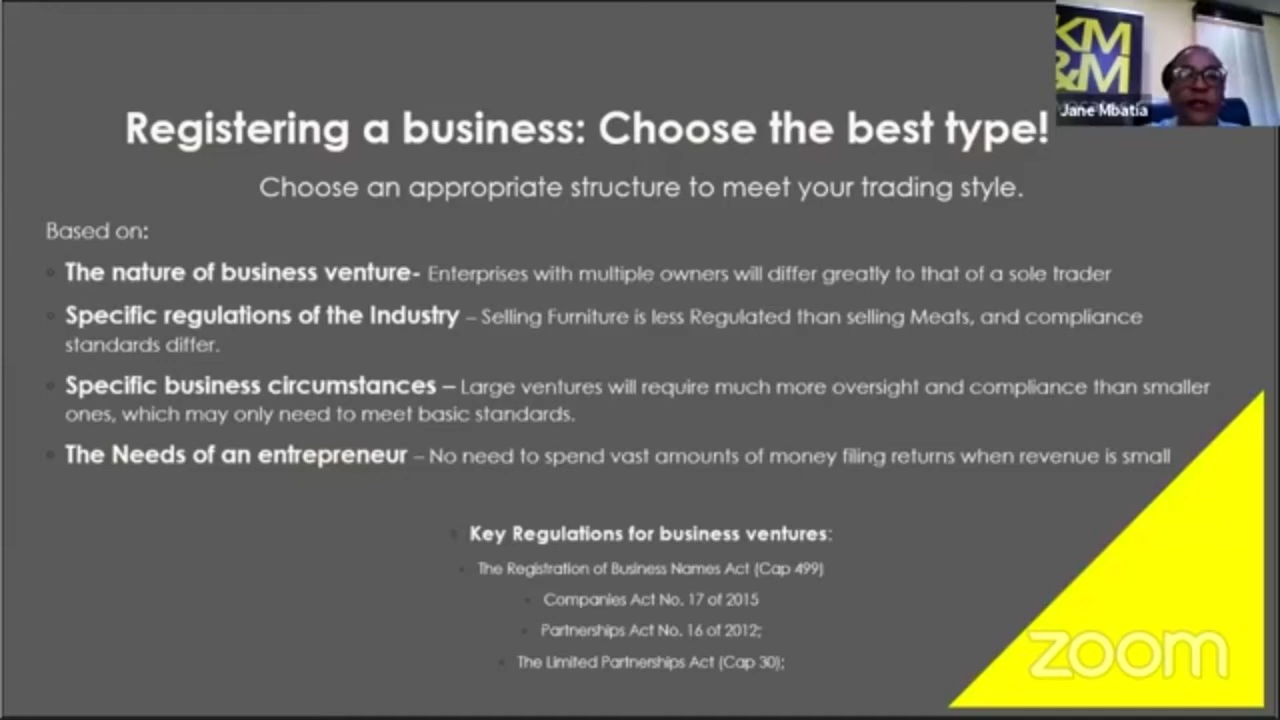 KM
&M
Jane Mbatia
Registering a business: Choose the best type!
Choose an appropriate structure to meet your trading style.
Based on:
The nature of business venture- Enterprises with multiple owners will differ greatly to that of a sole trader
Specific regulations of the Industry – Selling Furniture is less Regulated than selling Meats, and compliance
standards differ.
Specific business circumstances – Large ventures will require much more oversight and compliance than smaller
ones, which may only need to meet basic standards.
The Needs of an entrepreneur – No need to spend vast amounts of money filing returns when revenue is small
Key Regulations for business ventures:
The Registration of Business Names Act (Cap 499)
Companies Act No. 17 of 2015
Partnerships Act No. 16 of 2012;
The Limited Partnerships Act (Cap 30);
zoom